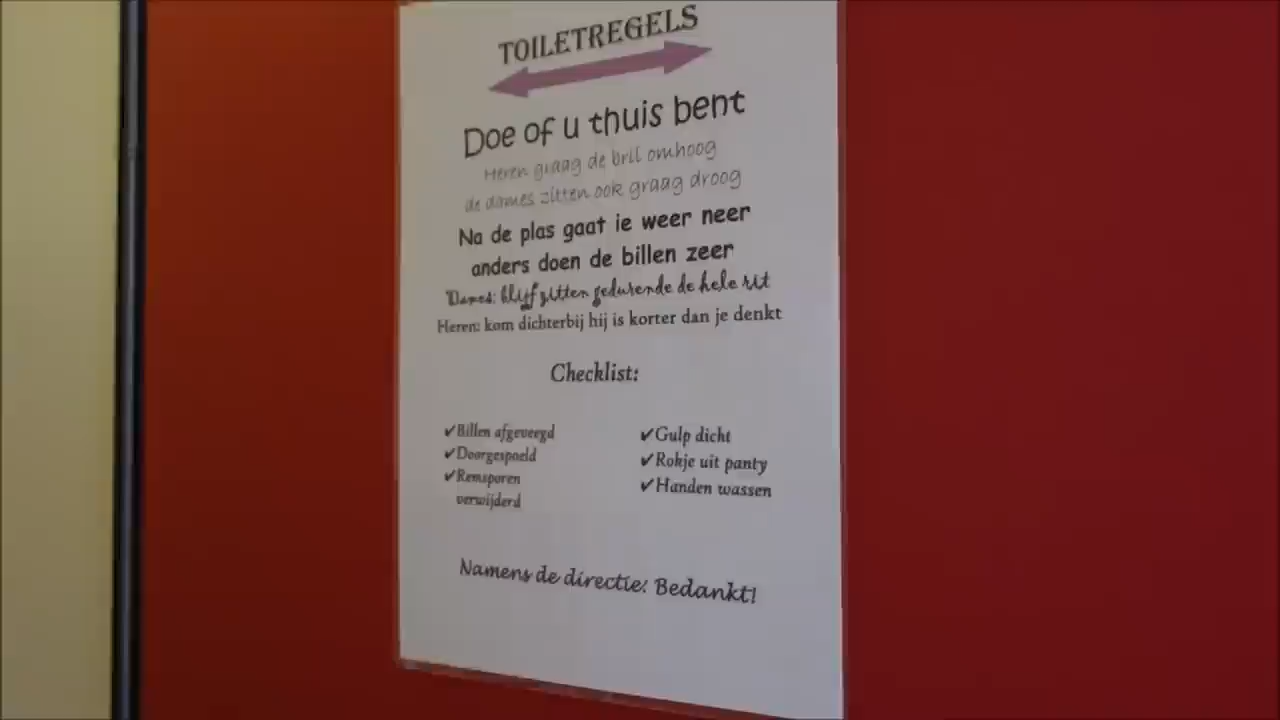 TOILETREGELS
Doe of u thuis bent
Heren graag de bril omhoog
de dames zitten ook graag droog
Na de plas gaat ie weer neer
anders doen de billen zeer
Dames: blijf zitten gedurende de hele rit
Heren: kom dichterbij hij is korter dan je denkt
Checklist:
✔Billen afgeveegd
✔Doorgespoeld
✔Remsporen
verwijderd
✔Gulp dicht
✔Rokje uit panty
✔Handen wassen
Namens de directie: Bedankt!